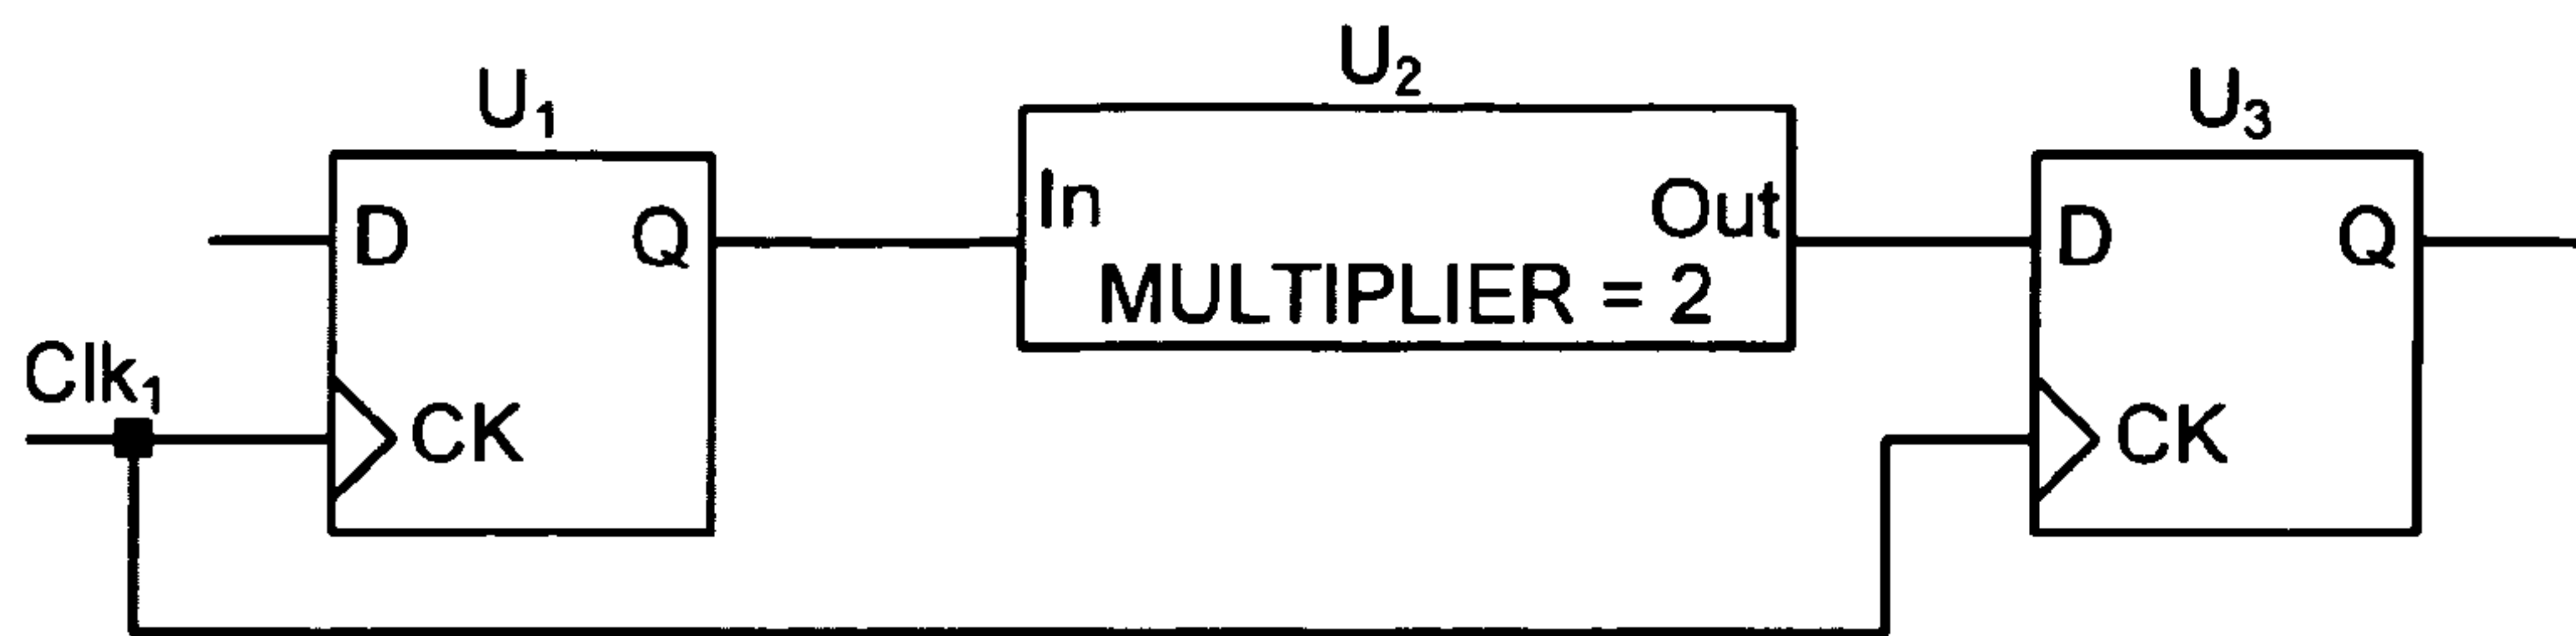 U₁
U₂
U₃
D
Q
In
Out
MULTIPLIER = 2
D
Q
Clk₁
CK
CK